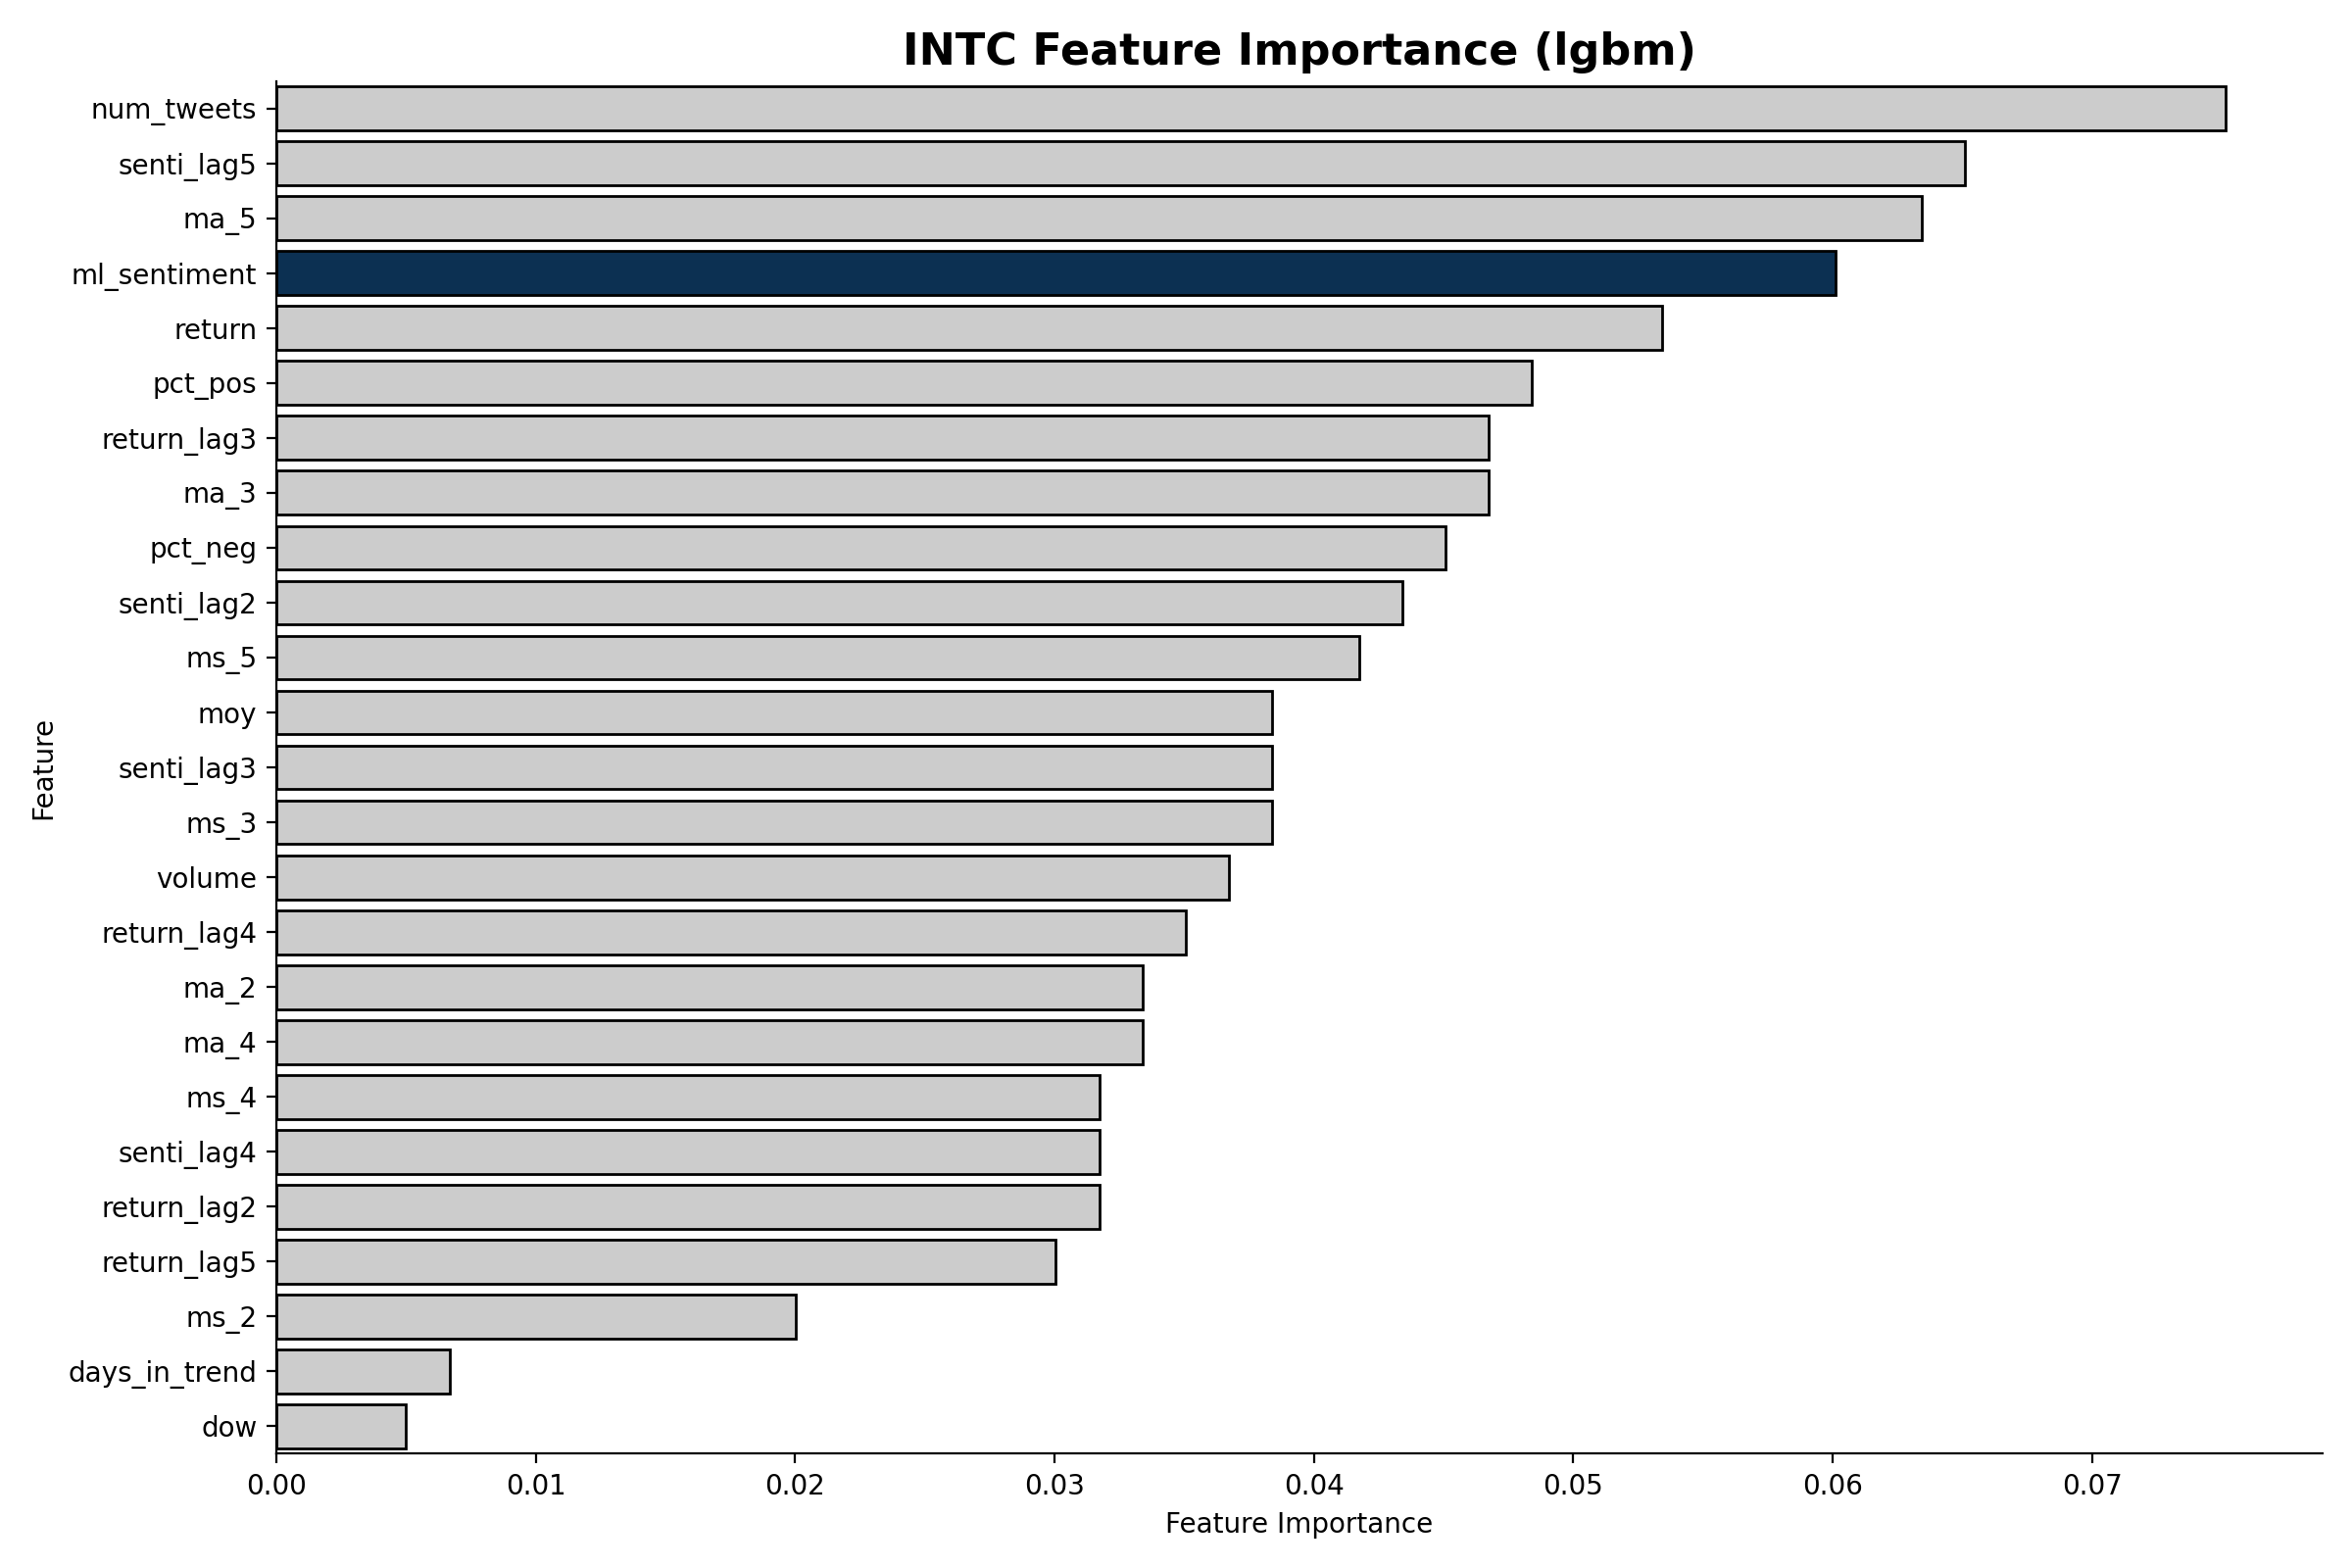 INTC Feature Importance (lgbm)
num_tweets
senti_lag5
ma_5
ml_sentiment
return
pct_pos
return_lag3
ma_3
pct_neg
senti_lag2
ms_5
moy
senti_lag3
ms_3
volume
return_lag4
ma_2
ma_4
ms_4
senti_lag4
return_lag2
return_lag5
ms_2
days_in_trend
dow
Feature
0.00 0.01 0.02 0.03 0.04 0.05 0.06 0.07
Feature Importance